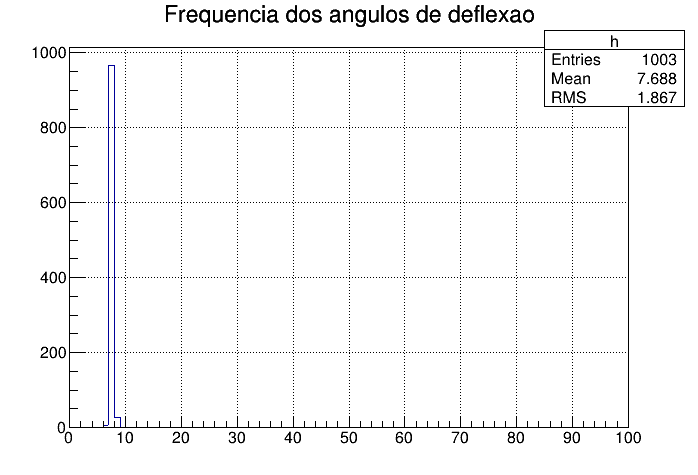 Frequencia dos angulos de deflexao
h
Entries 1003
Mean 7.688
RMS 1.867
1000
800
600
400
200
0
0 10 20 30 40 50 60 70 80 90 100